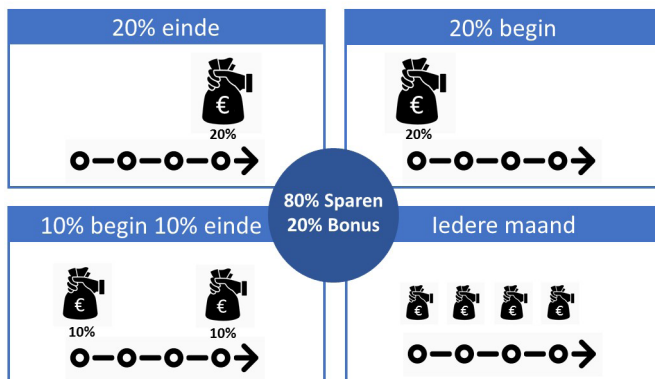 20% einde
€
20%
20% begin
€
20%
80% Sparen
20% Bonus
10% begin 10% einde
€
10%
€
10%
Iedere maand
€ € € €